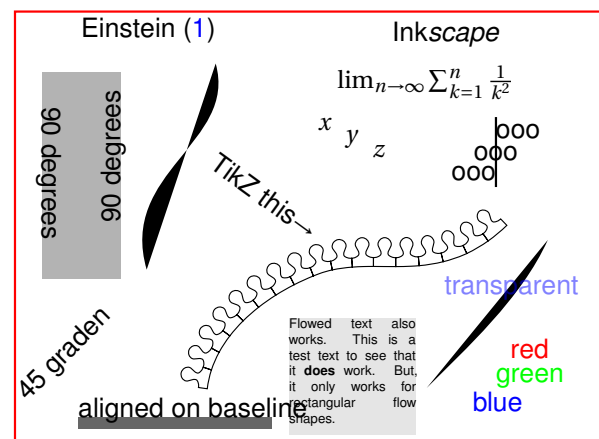 Einstein (1)
Inkscape
lim_{n→∞} ∑_{k=1}^{n} 1/k²
x y z
ooo
ooo
ooo
90 degrees
90 degrees
TikZ this→
transparent
45 graden
Flowed text also
works. This is a
test text to see that
it does work. But,
it only works for
rectangular flow
shapes.
red
green
blue
aligned on baseline